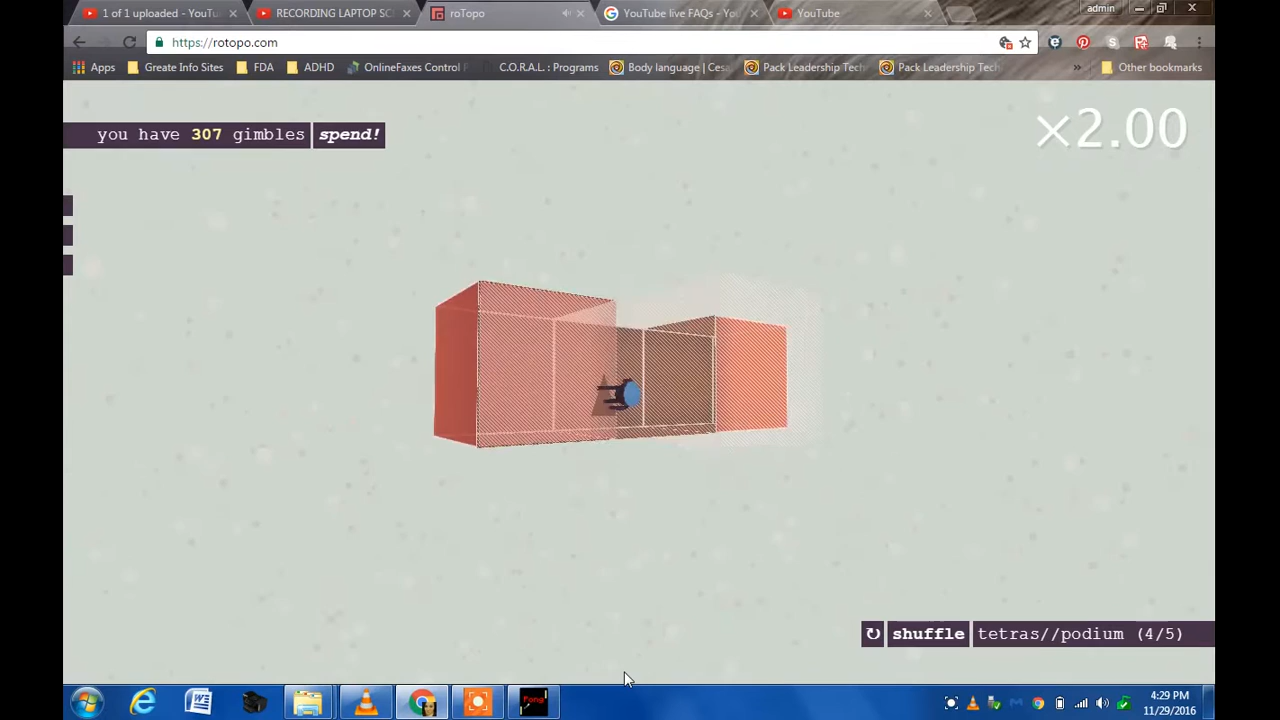 1 of 1 uploaded - YouTu
RECORDING LAPTOP SC
roTopo
YouTube live FAQs - Yo
YouTube
admin
https://rotopo.com
Apps
Greate Info Sites
FDA
ADHD
OnlineFaxes Control P
C.O.R.A.L. : Programs
Body language | Cesa
Pack Leadership Tech
Pack Leadership Tech
»
Other bookmarks
you have 307 gimbles
spend!
×2.00
↻
shuffle
tetras//podium (4/5)
Pong
4:29 PM
11/29/2016